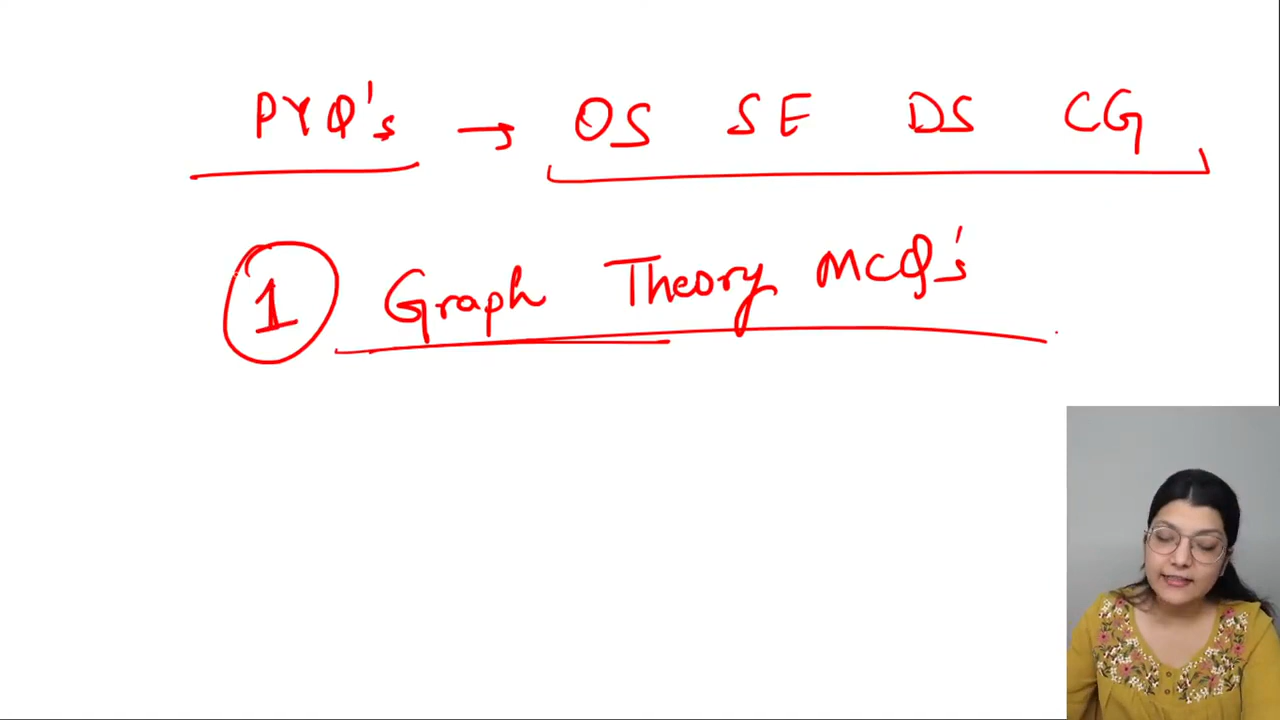 PYQ's → OS SE DS CG
1 Graph Theory MCQ's